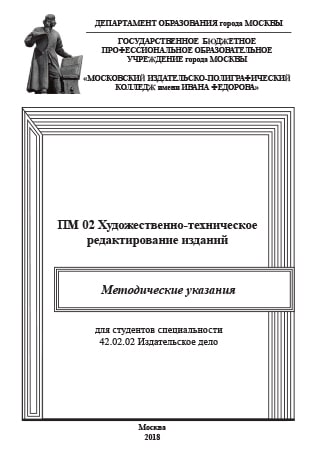 ДЕПАРТАМЕНТ ОБРАЗОВАНИЯ города МОСКВЫ
ГОСУДАРСТВЕННОЕ БЮДЖЕТНОЕ
ПРОФЕССИОНАЛЬНОЕ ОБРАЗОВАТЕЛЬНОЕ
УЧРЕЖДЕНИЕ города МОСКВЫ
«МОСКОВСКИЙ ИЗДАТЕЛЬСКО-ПОЛИГРАФИЧЕСКИЙ
КОЛЛЕДЖ имени ИВАНА ФЕДОРОВА»
ПМ 02 Художественно-техническое
редактирование изданий
Методические указания
для студентов специальности
42.02.02 Издательское дело
Москва
2018